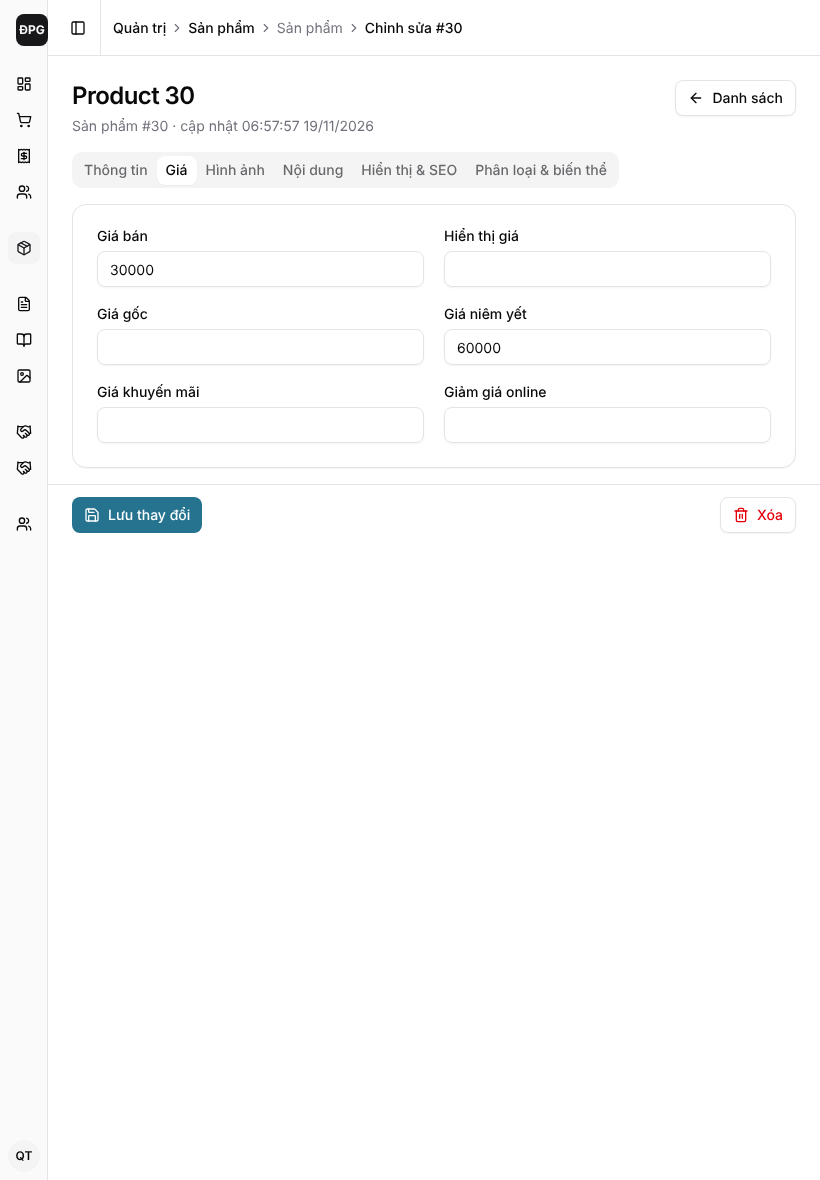 ĐPG
Quản trị > Sản phẩm > Sản phẩm > Chỉnh sửa #30
Product 30
Danh sách
Sản phẩm #30 · cập nhật 06:57:57 19/11/2026
Thông tin Giá Hình ảnh Nội dung Hiển thị & SEO Phân loại & biến thể
Giá bán Hiển thị giá
30000
Giá gốc Giá niêm yết
60000
Giá khuyến mãi Giảm giá online
Lưu thay đổi Xóa
QT